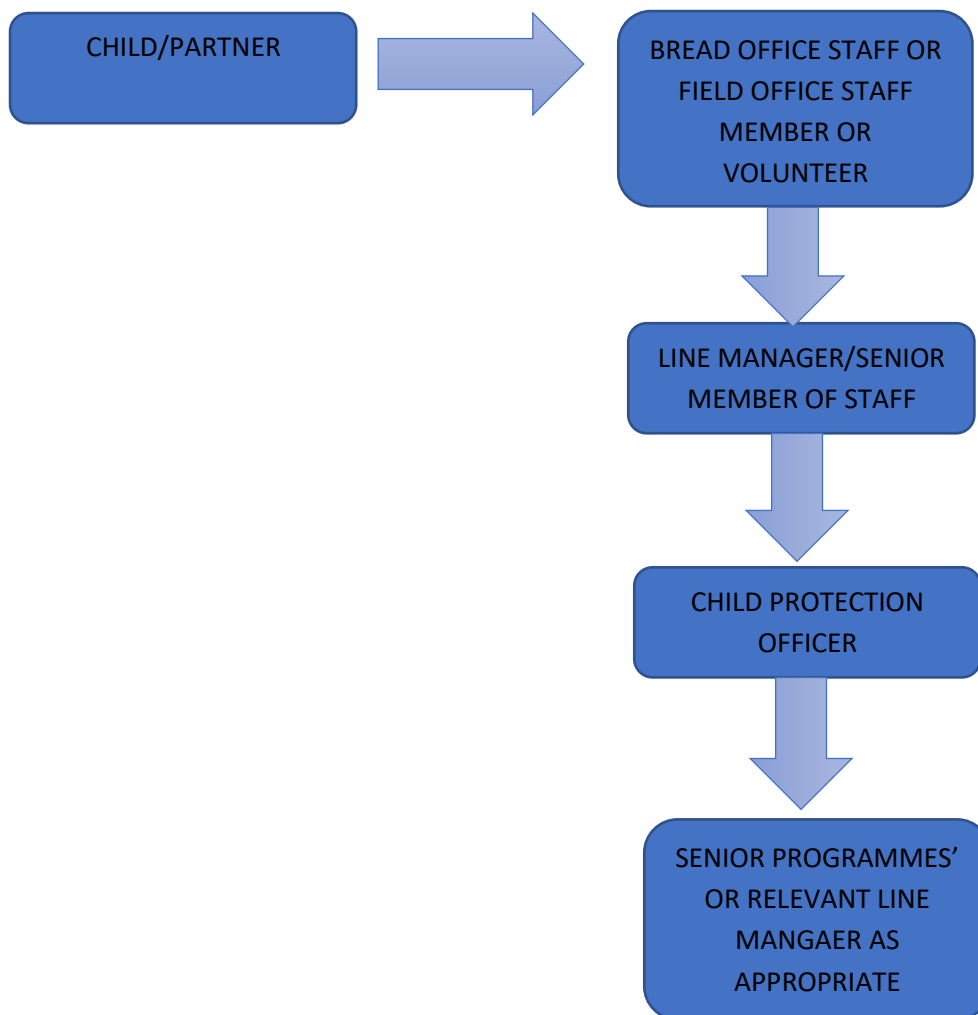 CHILD/PARTNER
BREAD OFFICE STAFF OR
FIELD OFFICE STAFF
MEMBER OR
VOLUNTEER
LINE MANAGER/SENIOR
MEMBER OF STAFF
CHILD PROTECTION
OFFICER
SENIOR PROGRAMMES’
OR RELEVANT LINE
MANGAER AS
APPROPRIATE